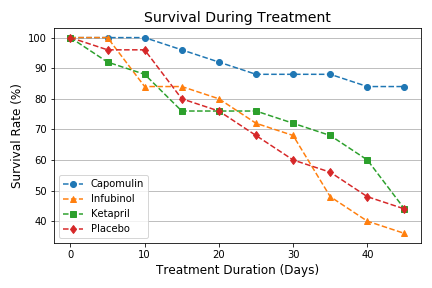 Survival During Treatment
Survival Rate (%)
100
90
80
70
60
50
40
Capomulin
Infubinol
Ketapril
Placebo
0
10
20
30
40
Treatment Duration (Days)